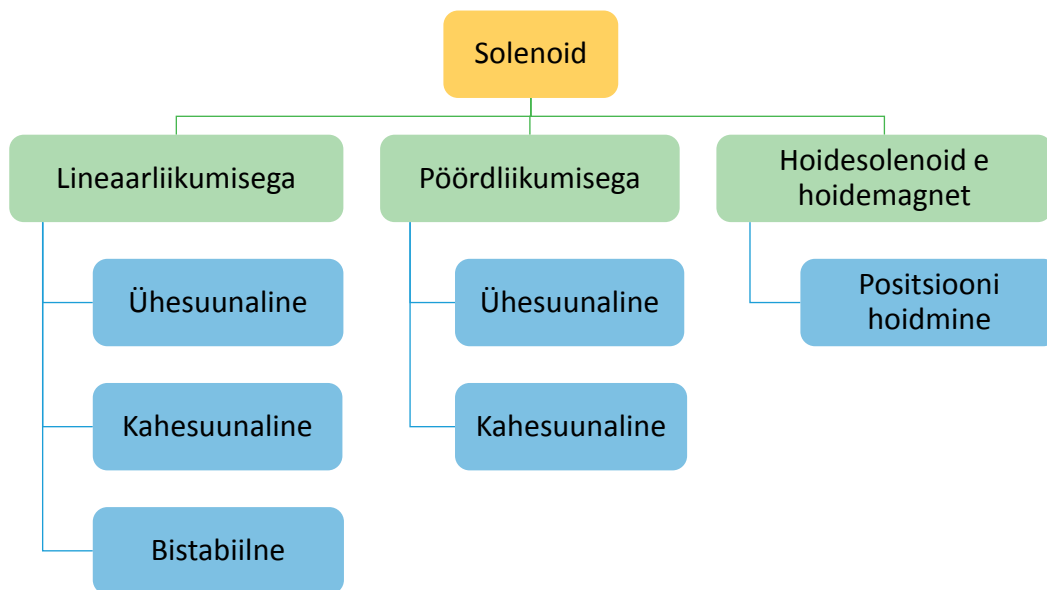 Solenoid
Lineaarliikumisega
Pöördliikumisega
Hoidesolenoid e
hoidemagnet
Ühesuunaline
Ühesuunaline
Positsiooni
hoidmine
Kahesuunaline
Kahesuunaline
Bistabiilne